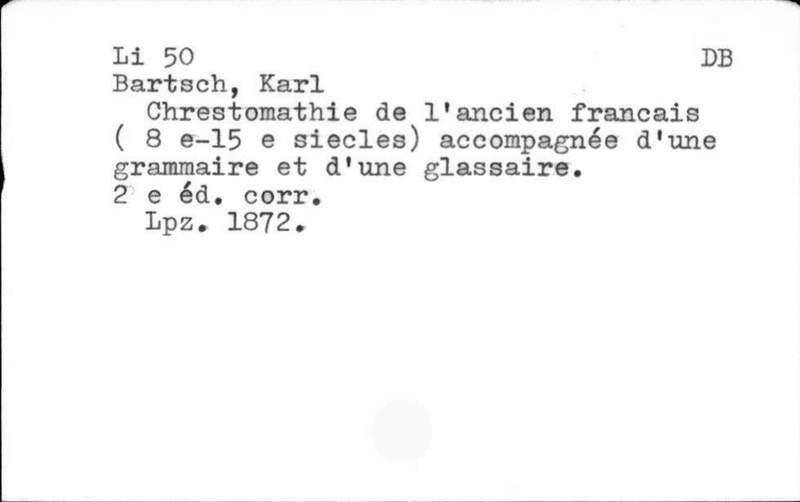 Li 50 DB
Bartsch, Karl
Chrestomathie de l'ancien francais
( 8 e-15 e siecles) accompagnée d'une
grammaire et d'une glassaire.
2 e éd. corr.
Lpz. 1872.